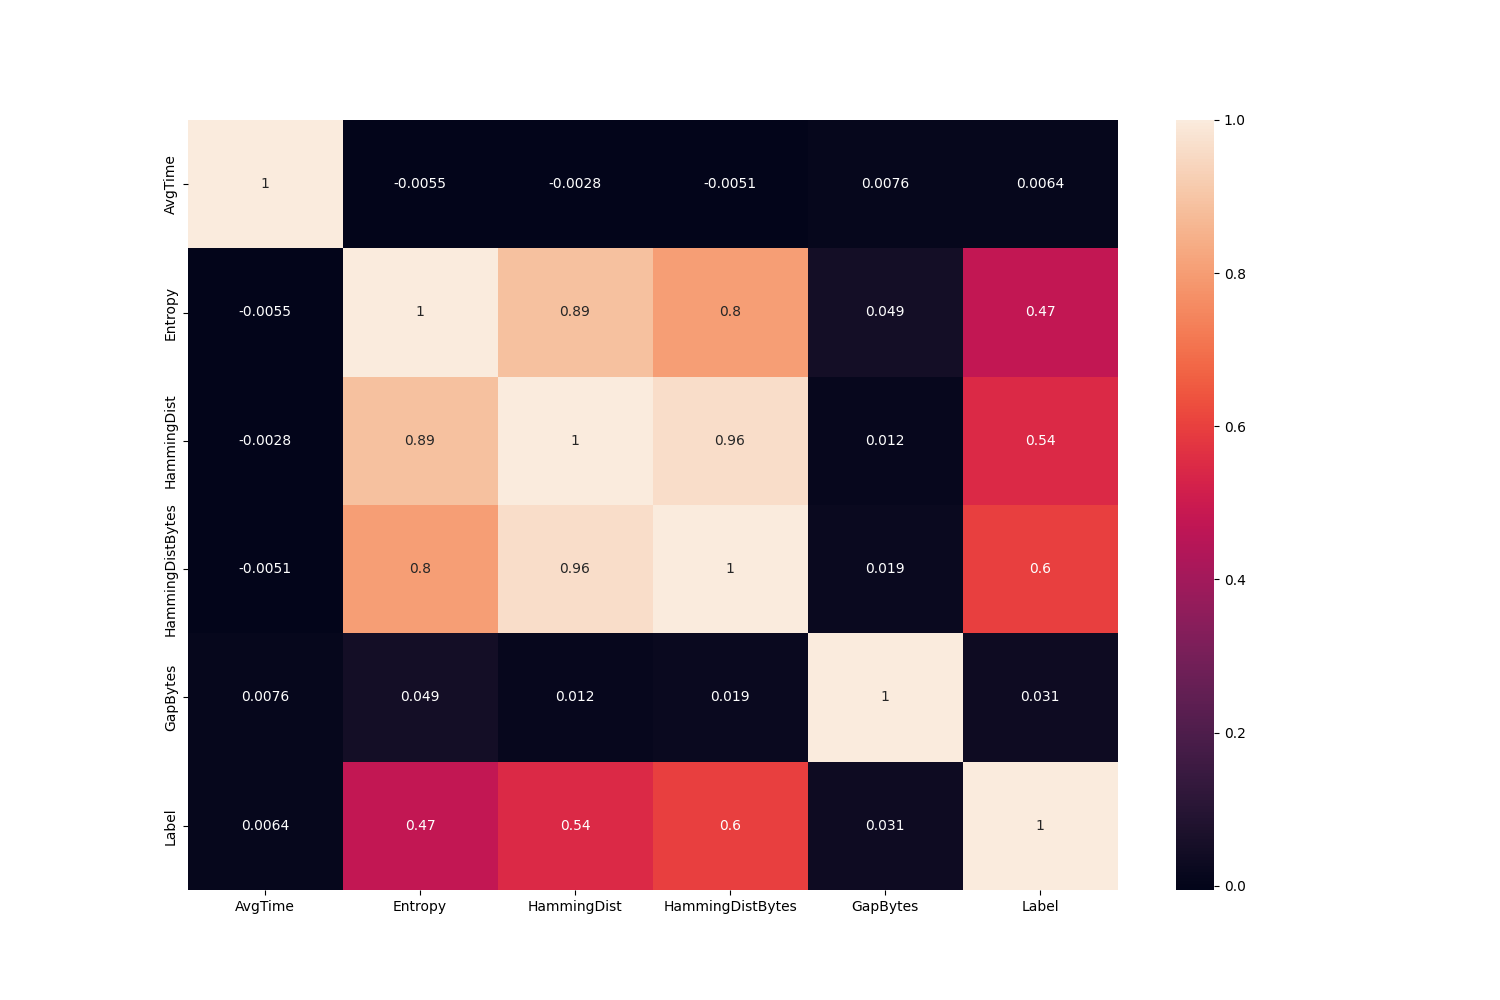 1.0
AvgTime 1 -0.0055 -0.0028 -0.0051 0.0076 0.0064
0.8
Entropy -0.0055 1 0.89 0.8 0.049 0.47
HammingDist -0.0028 0.89 1 0.96 0.012 0.54
0.6
HammingDistBytes -0.0051 0.8 0.96 1 0.019 0.6
0.4
GapBytes 0.0076 0.049 0.012 0.019 1 0.031
0.2
Label 0.0064 0.47 0.54 0.6 0.031 1
0.0
AvgTime Entropy HammingDist HammingDistBytes GapBytes Label